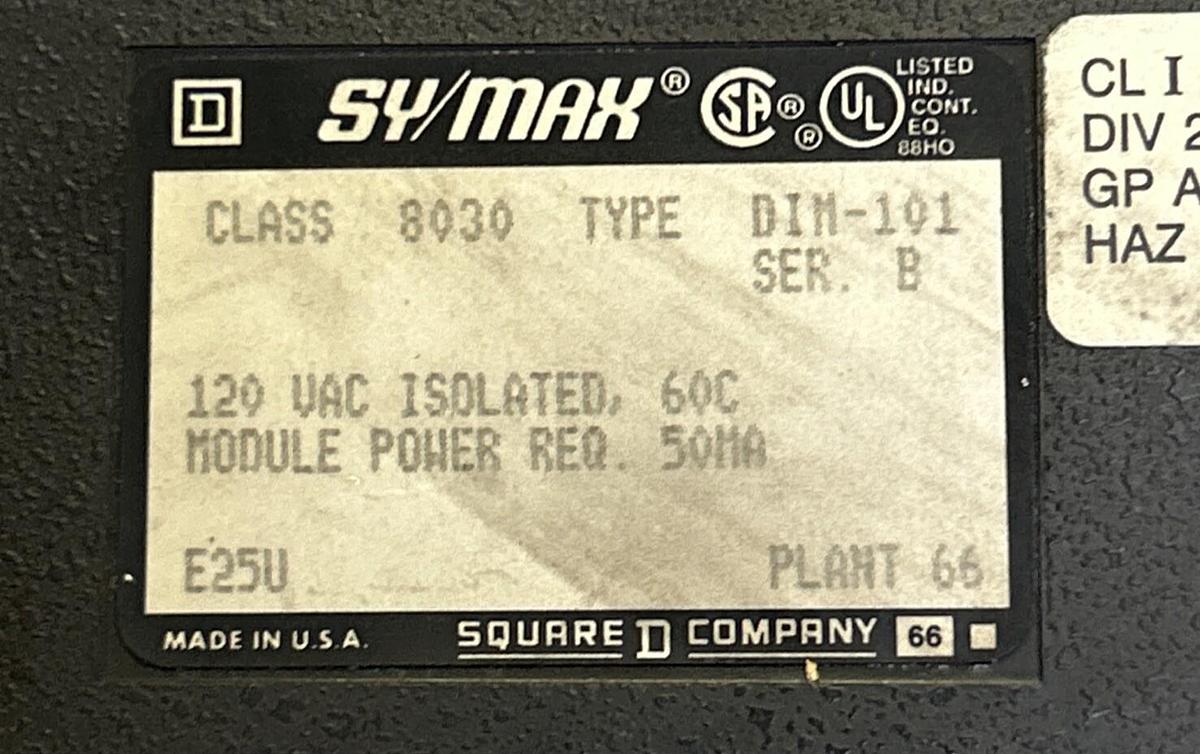 D SY/MAX® SA® ® UL LISTED
IND.
CONT.
EQ.
88HO
CLASS 8030 TYPE DIM-101
SER. B
120 VAC ISOLATED, 60C
MODULE POWER REQ. 50MA
E25U PLANT 66
MADE IN U.S.A. SQUARE D COMPANY 66
CL I
DIV 2
GP A
HAZ